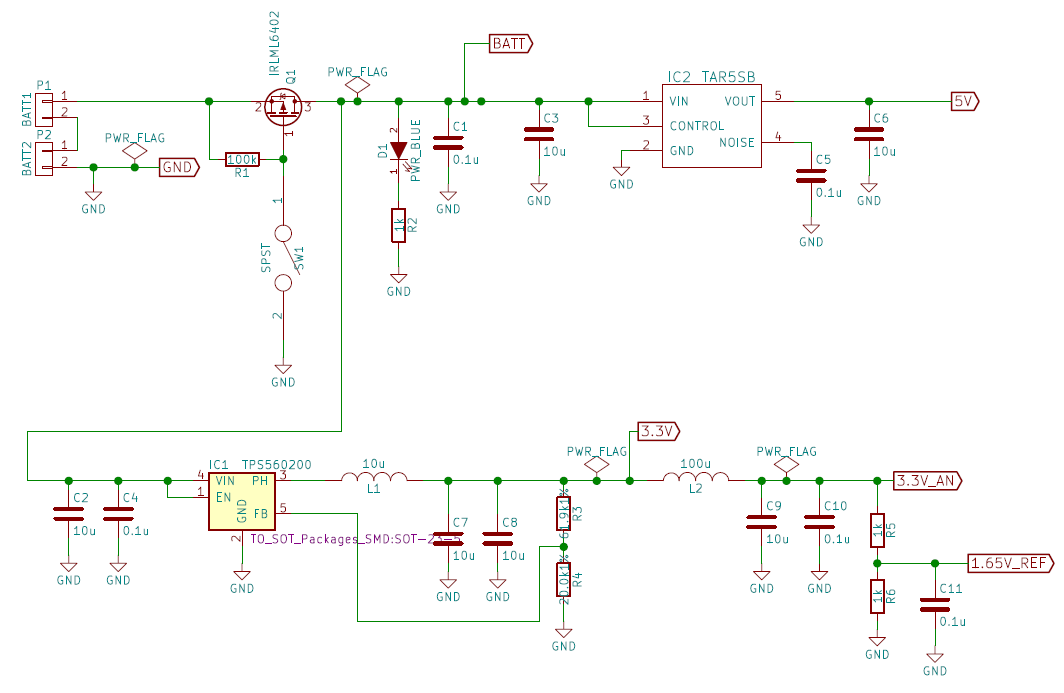 IRLML6402
Q1
2
3
1
P1
BATT1
1
2
P2
BATT2
1
2
PWR_FLAG
GND
GND
100k
R1
1
SPST
SW1
2
GND
PWR_FLAG
BATT
D1
2
1
PWR_BLUE
1k
R2
GND
C1
0.1u
GND
C3
10u
GND
IC2 TAR5SB
1 VIN
3 CONTROL
2 GND
VOUT 5
NOISE 4
GND
C5
0.1u
GND
C6
10u
GND
5V
IC1 TPS560200
4 VIN
1 EN
PH 3
FB 5
GND
2
TO_SOT_Packages_SMD:SOT-23-5
GND
C2
10u
GND
C4
0.1u
GND
10u
L1
C7
10u
GND
C8
10u
GND
61.9k1%
R3
20.0k1%
R4
GND
PWR_FLAG
3.3V
100u
L2
PWR_FLAG
C9
10u
GND
C10
0.1u
GND
3.3V_AN
1k
R5
1k
R6
GND
1.65V_REF
C11
0.1u
GND